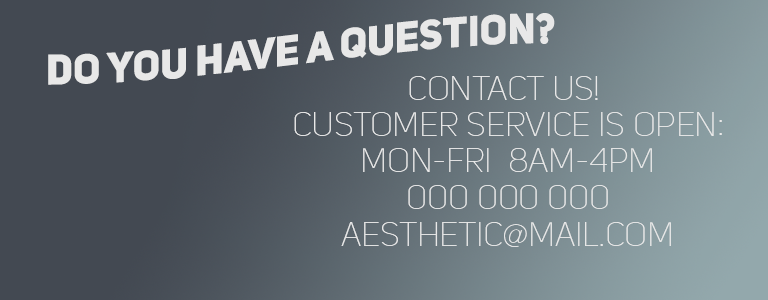 DO YOU HAVE A QUESTION?
CONTACT US!
CUSTOMER SERVICE IS OPEN:
MON-FRI 8AM-4PM
000 000 000
AESTHETIC@MAIL.COM